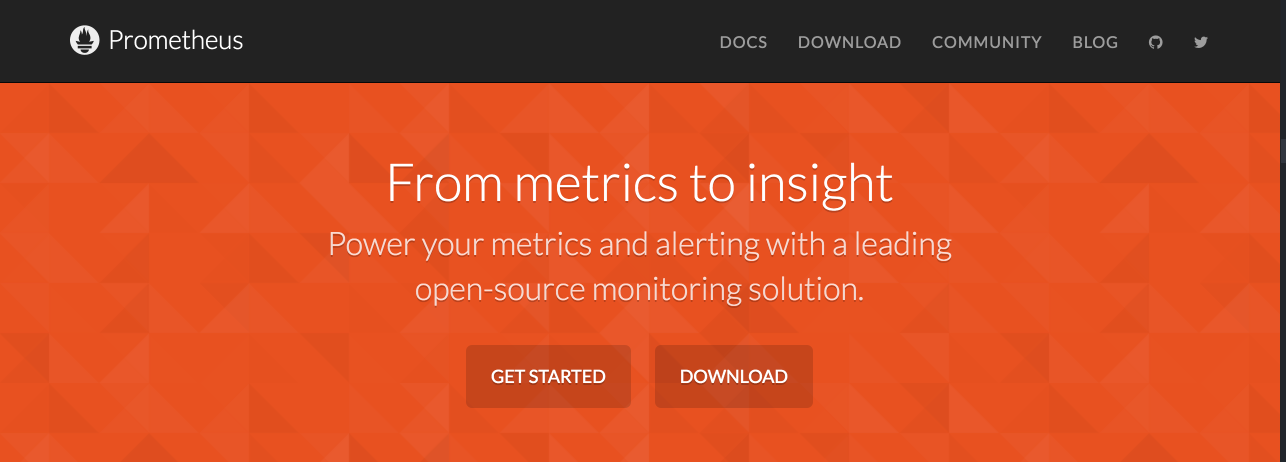 Prometheus
DOCS DOWNLOAD COMMUNITY BLOG
From metrics to insight
Power your metrics and alerting with a leading
open-source monitoring solution.
GET STARTED DOWNLOAD